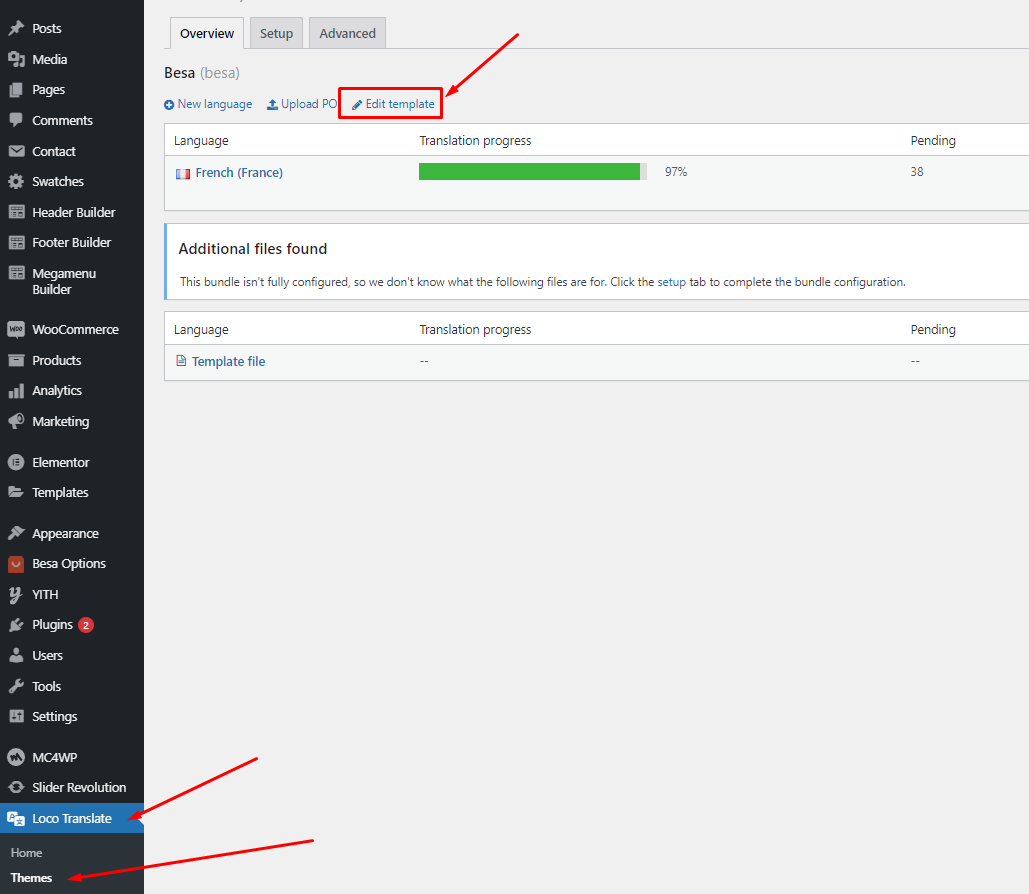 Posts
Media
Pages
Comments
Contact
Swatches
Header Builder
Footer Builder
Megamenu
Builder
WooCommerce
Products
Analytics
Marketing
Elementor
Templates
Appearance
Besa Options
YITH
Plugins 2
Users
Tools
Settings
MC4WP
Slider Revolution
Loco Translate
Home
Themes
Overview Setup Advanced
Besa (besa)
New language Upload PO Edit template
Language Translation progress Pending
French (France) 97% 38
Additional files found
This bundle isn't fully configured, so we don't know what the following files are for. Click the setup tab to complete the bundle configuration.
Language Translation progress Pending
Template file -- --